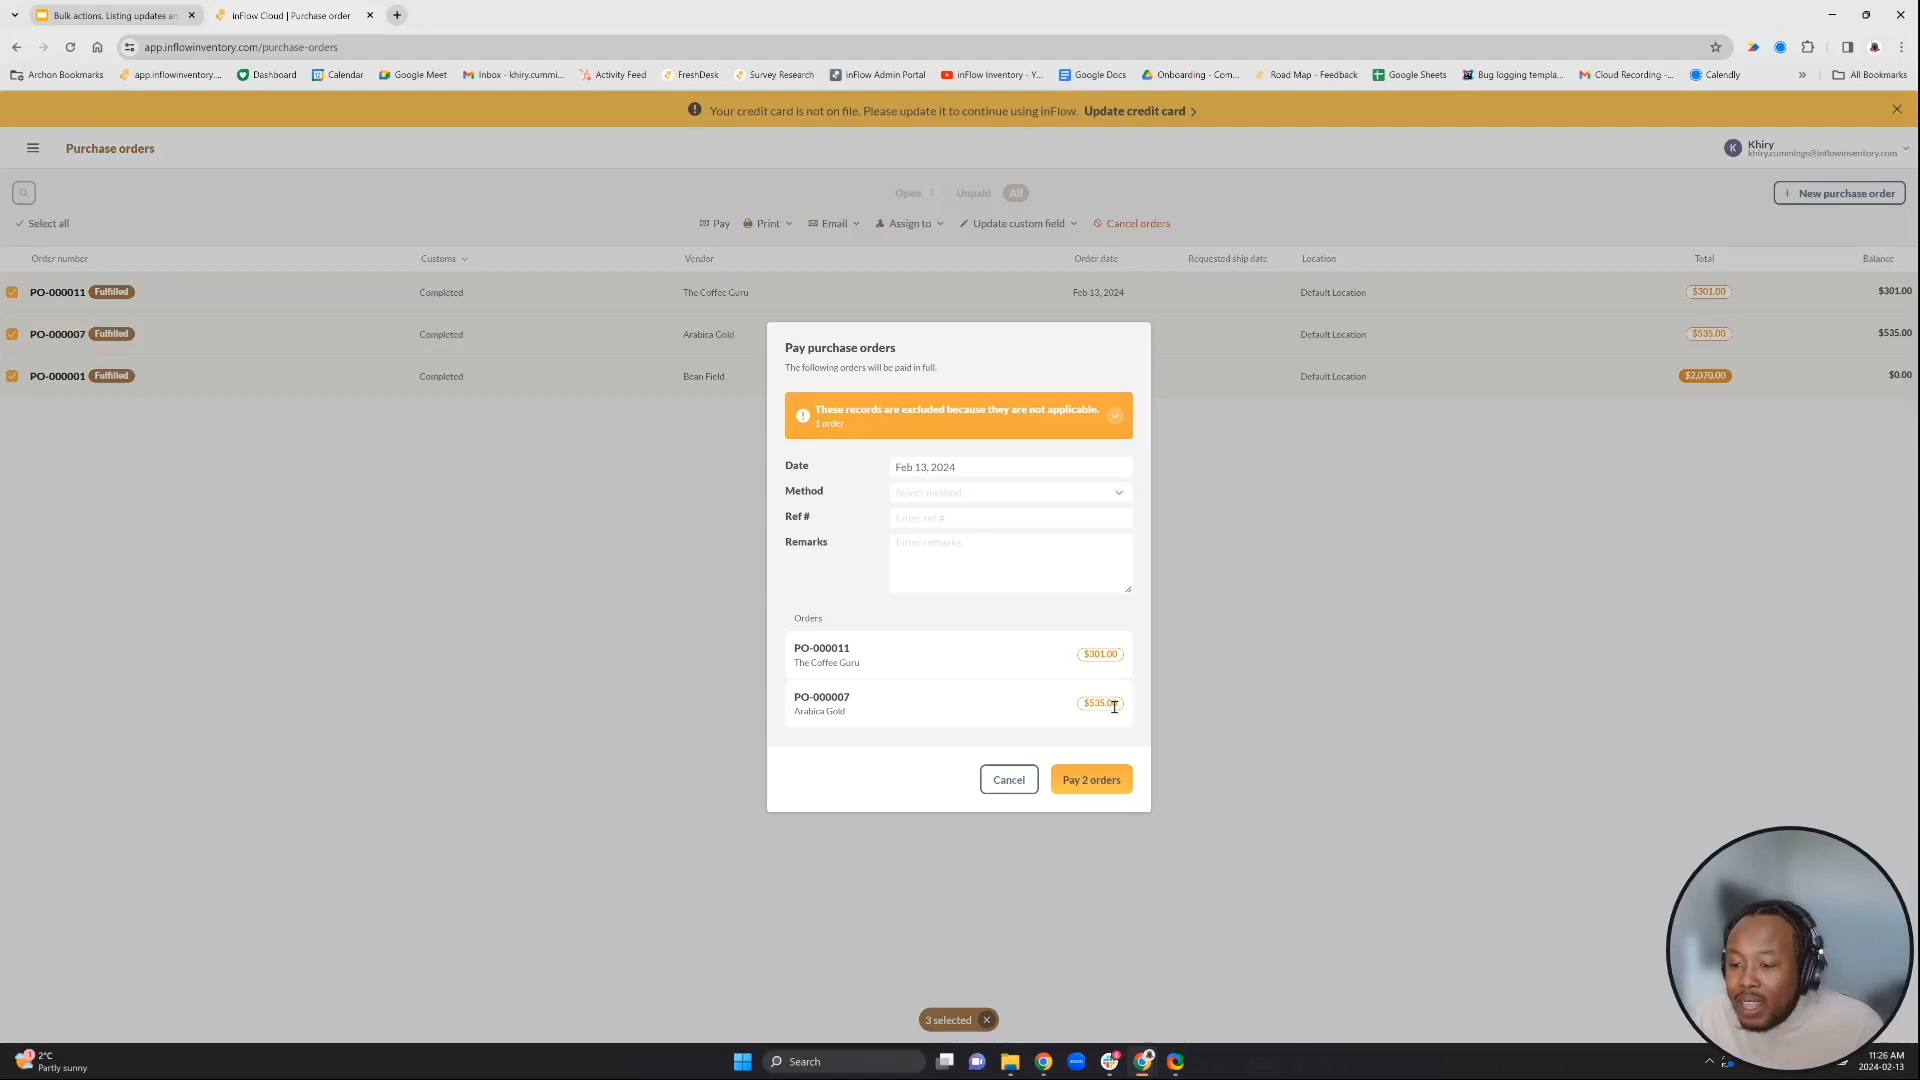 Bulk actions, Listing updates an
inFlow Cloud | Purchase order
app.inflowinventory.com/purchase-orders
Archon Bookmarks
app.inflowinventory....
Dashboard
Calendar
Google Meet
Inbox - khiry.cummi...
Activity Feed
FreshDesk
Survey Research
inFlow Admin Portal
inFlow Inventory - Y...
Google Docs
Onboarding - Com...
Road Map - Feedback
Google Sheets
Bug logging templa...
Cloud Recording -...
Calendly
All Bookmarks
Your credit card is not on file. Please update it to continue using inFlow. Update credit card >
Purchase orders
K
Khiry
khiry.cummings@inflowinventory.com
Open 2
Unpaid
All
+ New purchase order
Select all
Pay
Print
Email
Assign to
Update custom field
Cancel orders
Order number
Customs
Vendor
Order date
Requested ship date
Location
Total
Balance
PO-000011 Fulfilled
Completed
The Coffee Guru
Feb 13, 2024
Default Location
$301.00
$301.00
PO-000007 Fulfilled
Completed
Arabica Gold
Default Location
$535.00
$535.00
PO-000001 Fulfilled
Completed
Bean Field
Default Location
$2,070.00
$0.00
Pay purchase orders
The following orders will be paid in full.
These records are excluded because they are not applicable.
1 order
Date
Feb 13, 2024
Method
Select method
Ref #
Enter ref #
Remarks
Enter remarks
Orders
PO-000011
The Coffee Guru
$301.00
PO-000007
Arabica Gold
$535.00
Cancel
Pay 2 orders
3 selected
2°C
Partly sunny
Search
zoom
11:26 AM
2024-02-13